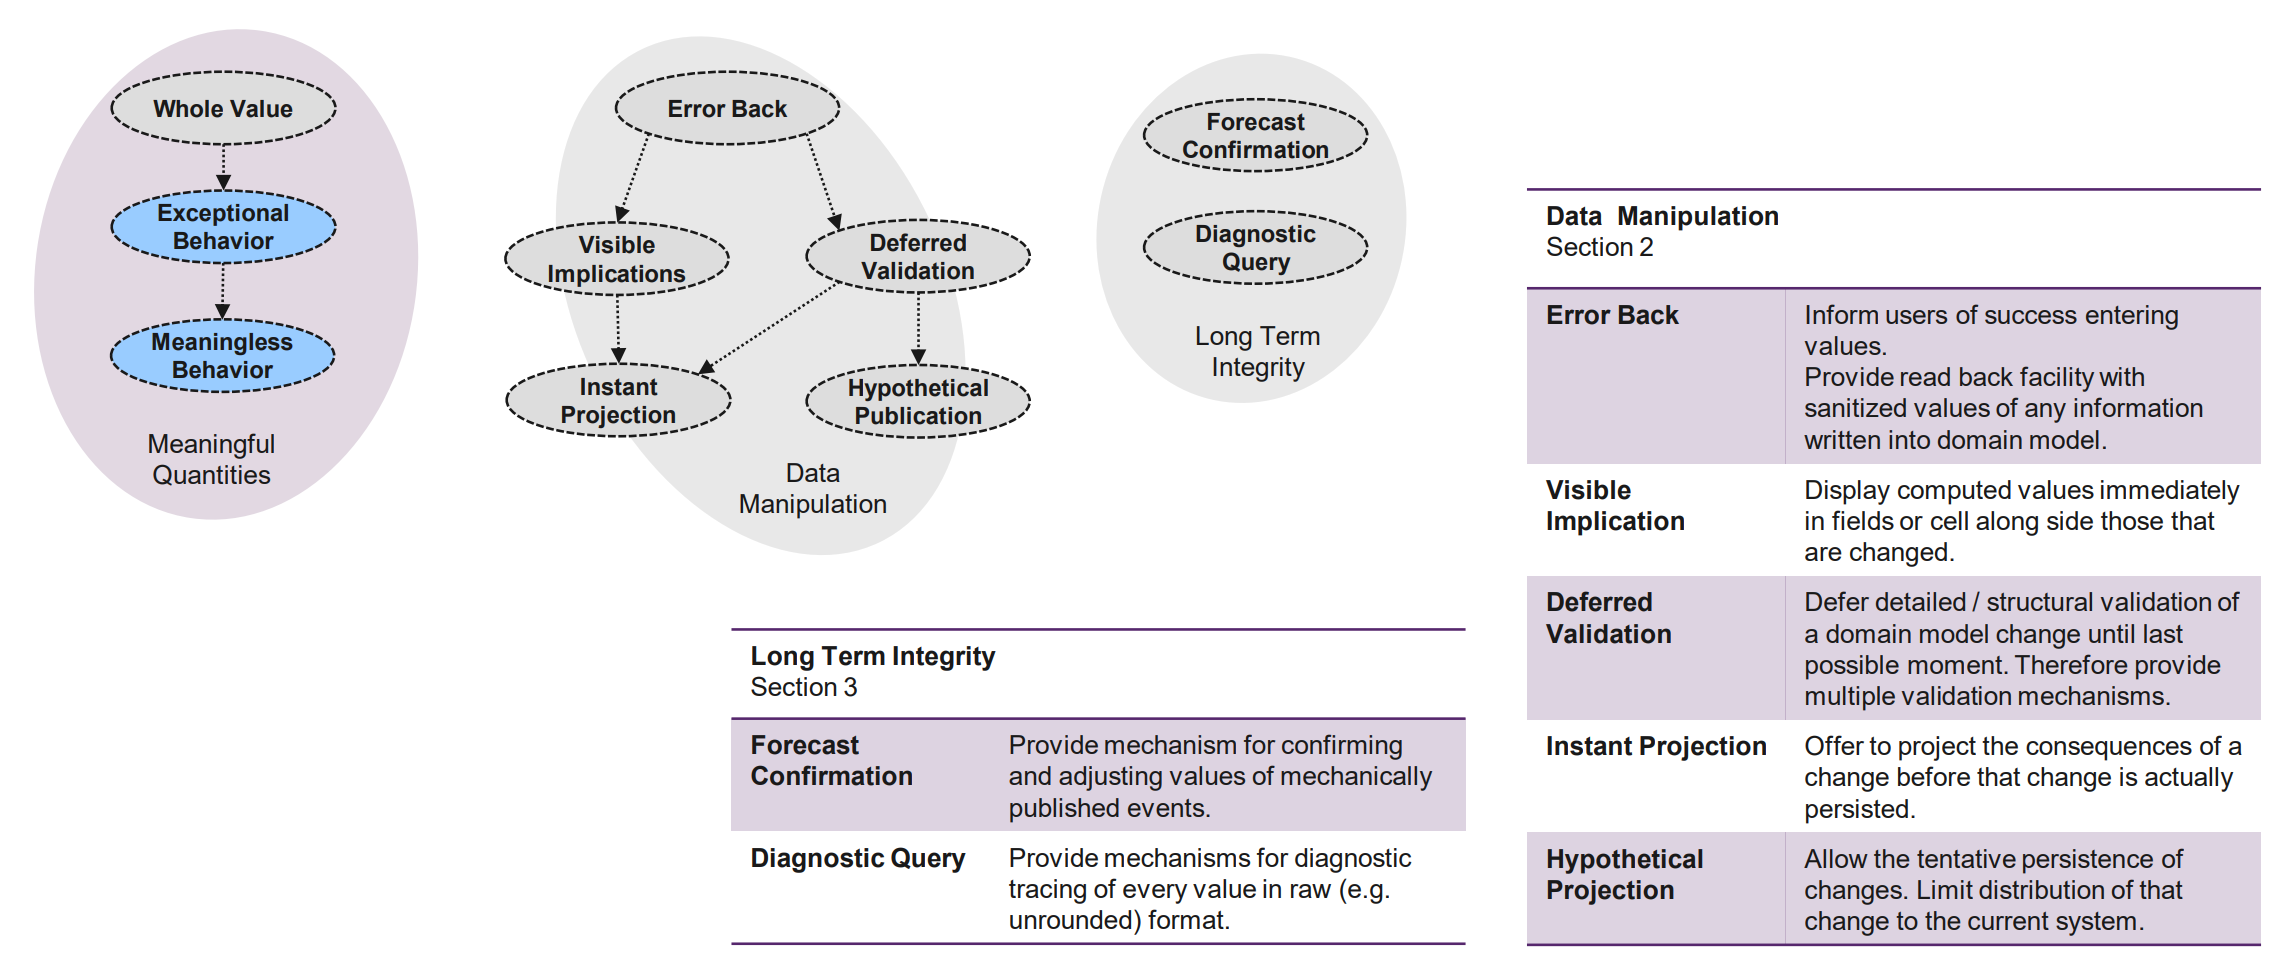 Whole Value
Exceptional
Behavior
Meaningless
Behavior
Meaningful
Quantities
Error Back
Visible
Implications
Deferred
Validation
Instant
Projection
Hypothetical
Publication
Data
Manipulation
Forecast
Confirmation
Diagnostic
Query
Long Term
Integrity
Long Term Integrity
Section 3
Forecast
Confirmation
Provide mechanism for confirming
and adjusting values of mechanically
published events.
Diagnostic Query
Provide mechanisms for diagnostic
tracing of every value in raw (e.g.
unrounded) format.
Data Manipulation
Section 2
Error Back
Inform users of success entering
values.
Provide read back facility with
sanitized values of any information
written into domain model.
Visible
Implication
Display computed values immediately
in fields or cell along side those that
are changed.
Deferred
Validation
Defer detailed / structural validation of
a domain model change until last
possible moment. Therefore provide
multiple validation mechanisms.
Instant Projection
Offer to project the consequences of a
change before that change is actually
persisted.
Hypothetical
Projection
Allow the tentative persistence of
changes. Limit distribution of that
change to the current system.